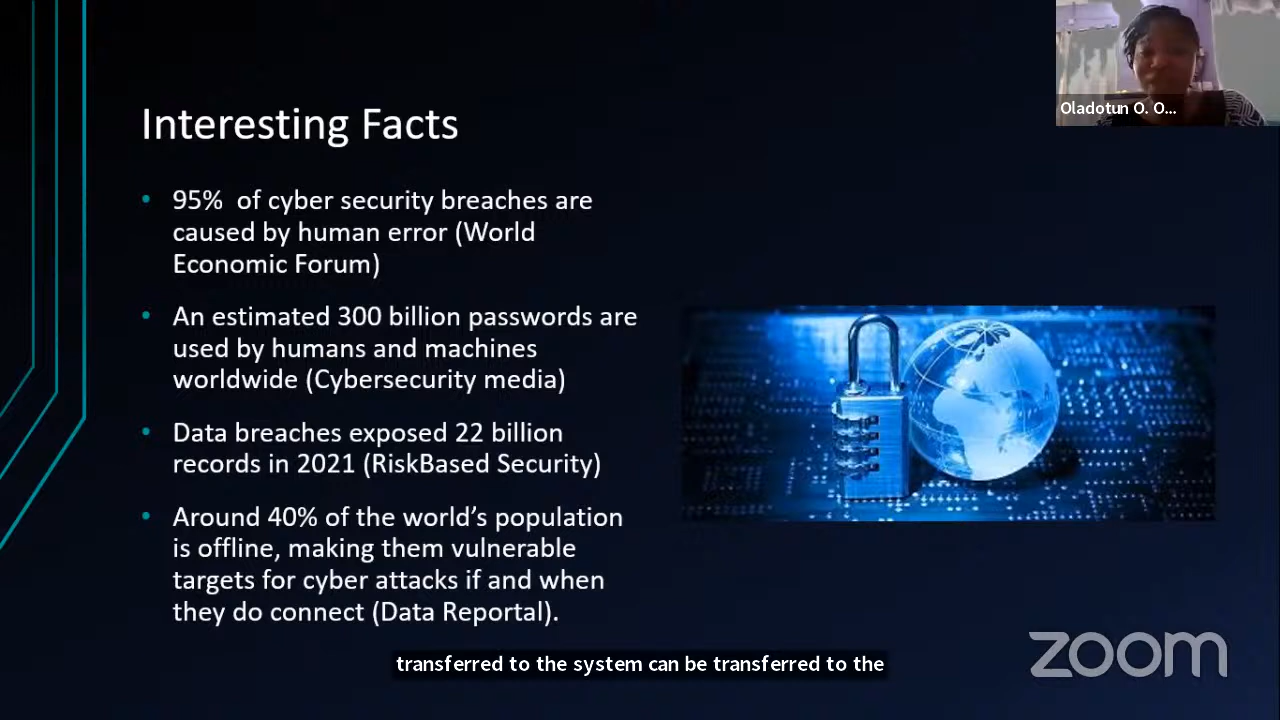 Oladotun O. O...
Interesting Facts
• 95%  of cyber security breaches are
caused by human error (World
Economic Forum)
• An estimated 300 billion passwords are
used by humans and machines
worldwide (Cybersecurity media)
• Data breaches exposed 22 billion
records in 2021 (RiskBased Security)
• Around 40% of the world’s population
is offline, making them vulnerable
targets for cyber attacks if and when
they do connect (Data Reportal).
transferred to the system can be transferred to the
zoom